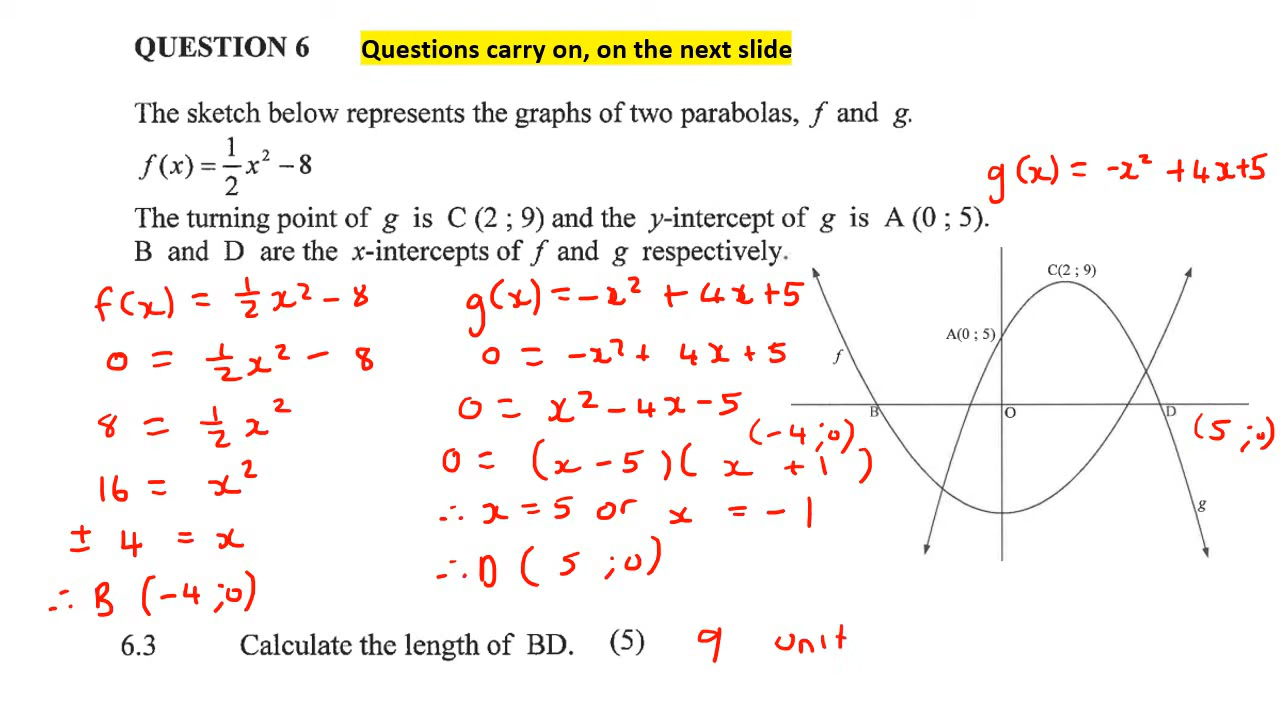 QUESTION 6 Questions carry on, on the next slide
The sketch below represents the graphs of two parabolas, f and g.
f(x) = 1/2 x² − 8
g(x) = -x² + 4x+5
The turning point of g is C (2 ; 9) and the y-intercept of g is A (0 ; 5).
B and D are the x-intercepts of f and g respectively.
f(x) = 1/2 x² - 8
0 = 1/2 x² - 8
8 = 1/2 x²
16 = x²
± 4 = x
∴ B (-4 ;0)
g(x) = -x² + 4x+5
0 = -x² + 4x + 5
0 = x² - 4x - 5
0 = (x - 5)( x + 1 )
∴ x = 5 or x = - 1
∴ D ( 5 ;0)
C(2 ; 9)
A(0 ; 5)
f
B
O
D
(-4 ;0)
(5 ;0)
g
6.3 Calculate the length of BD. (5) 9 unit